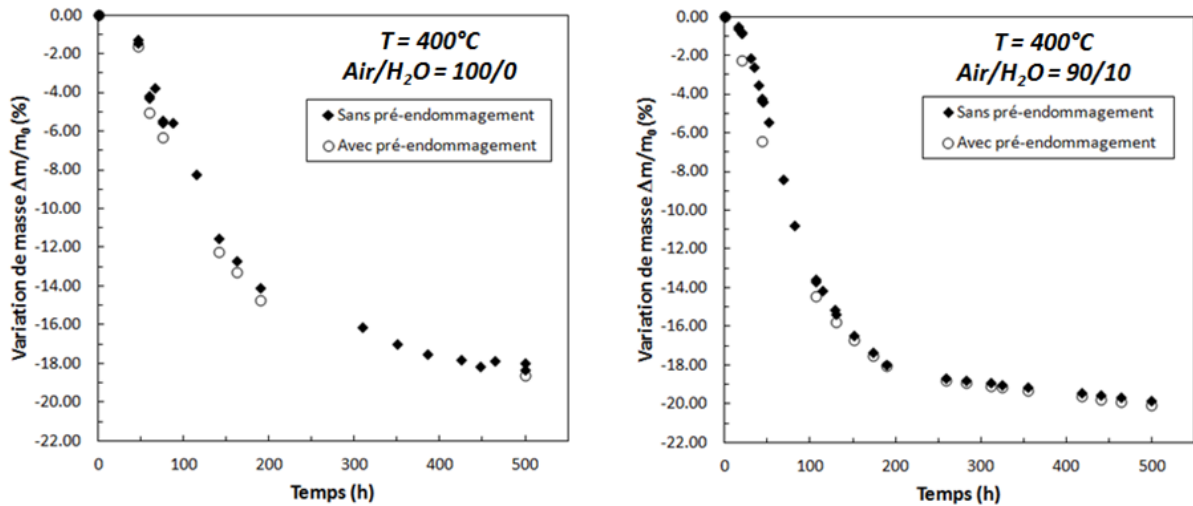 T = 400°C
Air/H₂O = 100/0
Sans pré-endommagement
Avec pré-endommagement
Variation de masse Δm/m₀ (%)
0.00
-2.00
-4.00
-6.00
-8.00
-10.00
-12.00
-14.00
-16.00
-18.00
-20.00
-22.00
0 100 200 300 400 500
Temps (h)
T = 400°C
Air/H₂O = 90/10
Sans pré-endommagement
Avec pré-endommagement
Variation de masse Δm/m₀ (%)
0.00
-2.00
-4.00
-6.00
-8.00
-10.00
-12.00
-14.00
-16.00
-18.00
-20.00
-22.00
0 100 200 300 400 500
Temps (h)